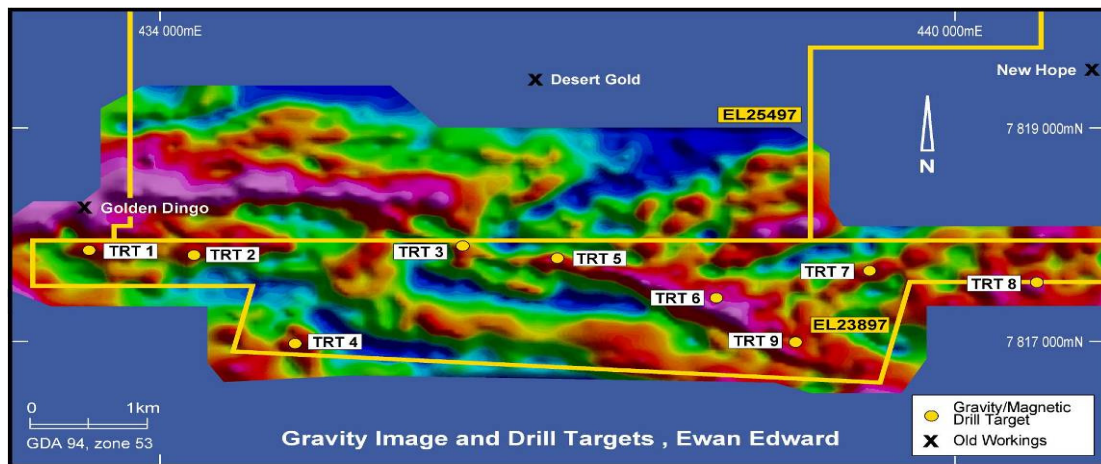 434 000mE
440 000mE
Desert Gold
New Hope
EL25497
7 819 000mN
N
Golden Dingo
TRT 1
TRT 2
TRT 3
TRT 5
TRT 7
TRT 8
TRT 6
EL23897
TRT 4
TRT 9
7 817 000mN
0 1km
GDA 94, zone 53
Gravity Image and Drill Targets , Ewan Edward
Gravity/Magnetic
Drill Target
X Old Workings